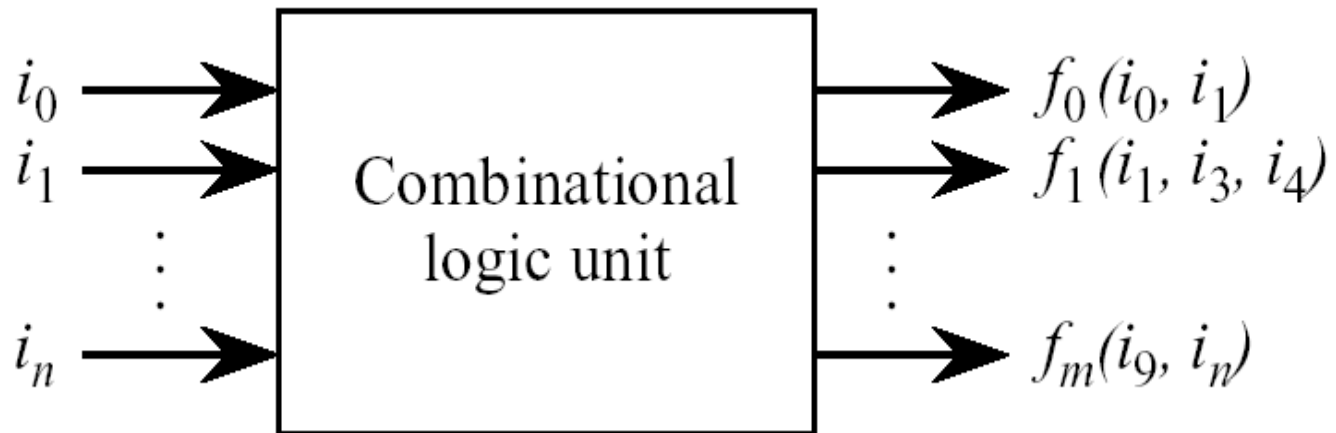 i₀
i₁
⋮
iₙ
Combinational
logic unit
f₀(i₀, i₁)
f₁(i₁, i₃, i₄)
⋮
fₘ(i₉, iₙ)